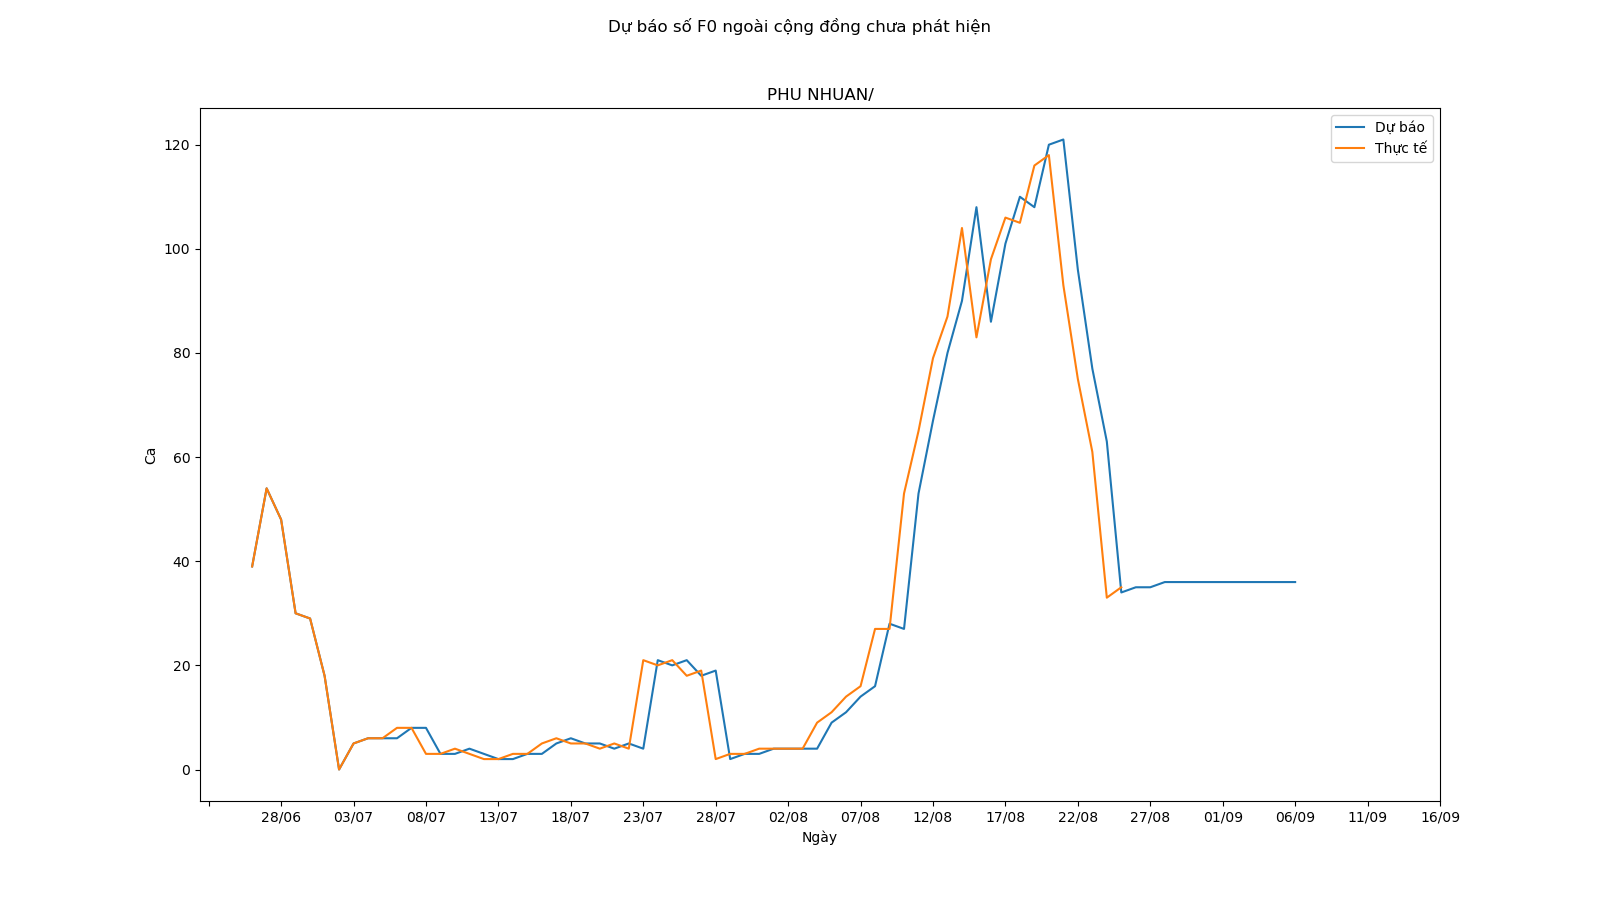 Dự báo số F0 ngoài cộng đồng chưa phát hiện
PHU NHUAN/
Dự báo
Thực tế
120
100
80
60
40
20
0
Ca
28/06 03/07 08/07 13/07 18/07 23/07 28/07 02/08 07/08 12/08 17/08 22/08 27/08 01/09 06/09 11/09 16/09
Ngày